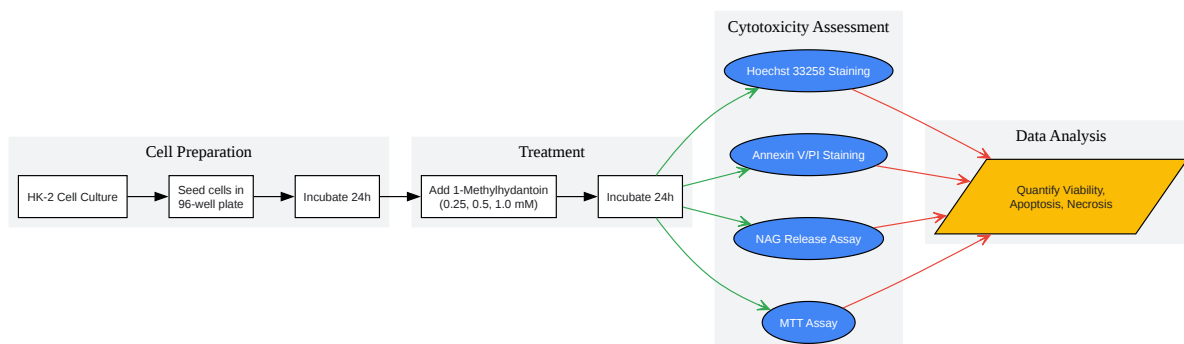 Cell Preparation
HK-2 Cell Culture
Seed cells in
96-well plate
Incubate 24h
Treatment
Add 1-Methylhydantoin
(0.25, 0.5, 1.0 mM)
Incubate 24h
Cytotoxicity Assessment
Hoechst 33258 Staining
Annexin V/PI Staining
NAG Release Assay
MTT Assay
Data Analysis
Quantify Viability,
Apoptosis, Necrosis